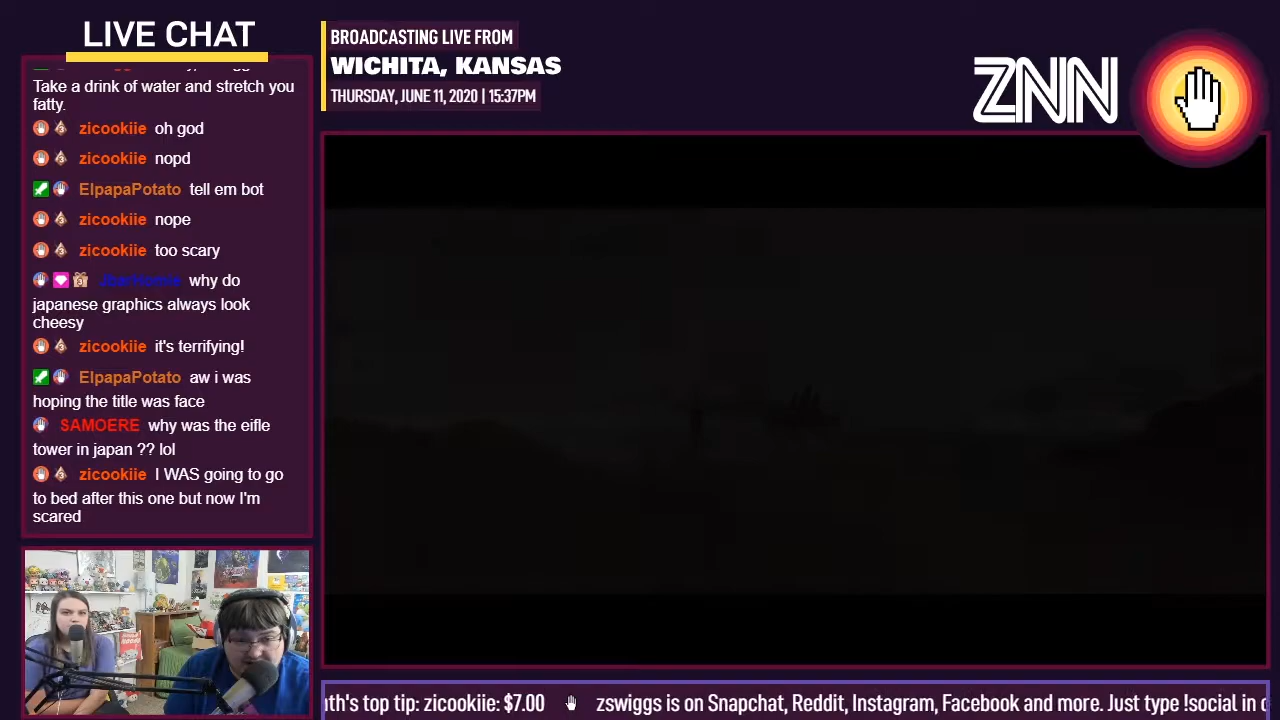 LIVE CHAT
Take a drink of water and stretch you
fatty.
zicookiie oh god
zicookiie nopd
ElpapaPotato tell em bot
zicookiie nope
zicookiie too scary
why do
japanese graphics always look
cheesy
zicookiie it's terrifying!
ElpapaPotato aw i was
hoping the title was face
SAMOERE why was the eifle
tower in japan ?? lol
zicookiie I WAS going to go
to bed after this one but now I'm
scared
BROADCASTING LIVE FROM
WICHITA, KANSAS
THURSDAY, JUNE 11, 2020 | 15:37PM
ZNN
top tip: zicookiie: $7.00 zswiggs is on Snapchat, Reddit, Instagram, Facebook and more. Just type !social in